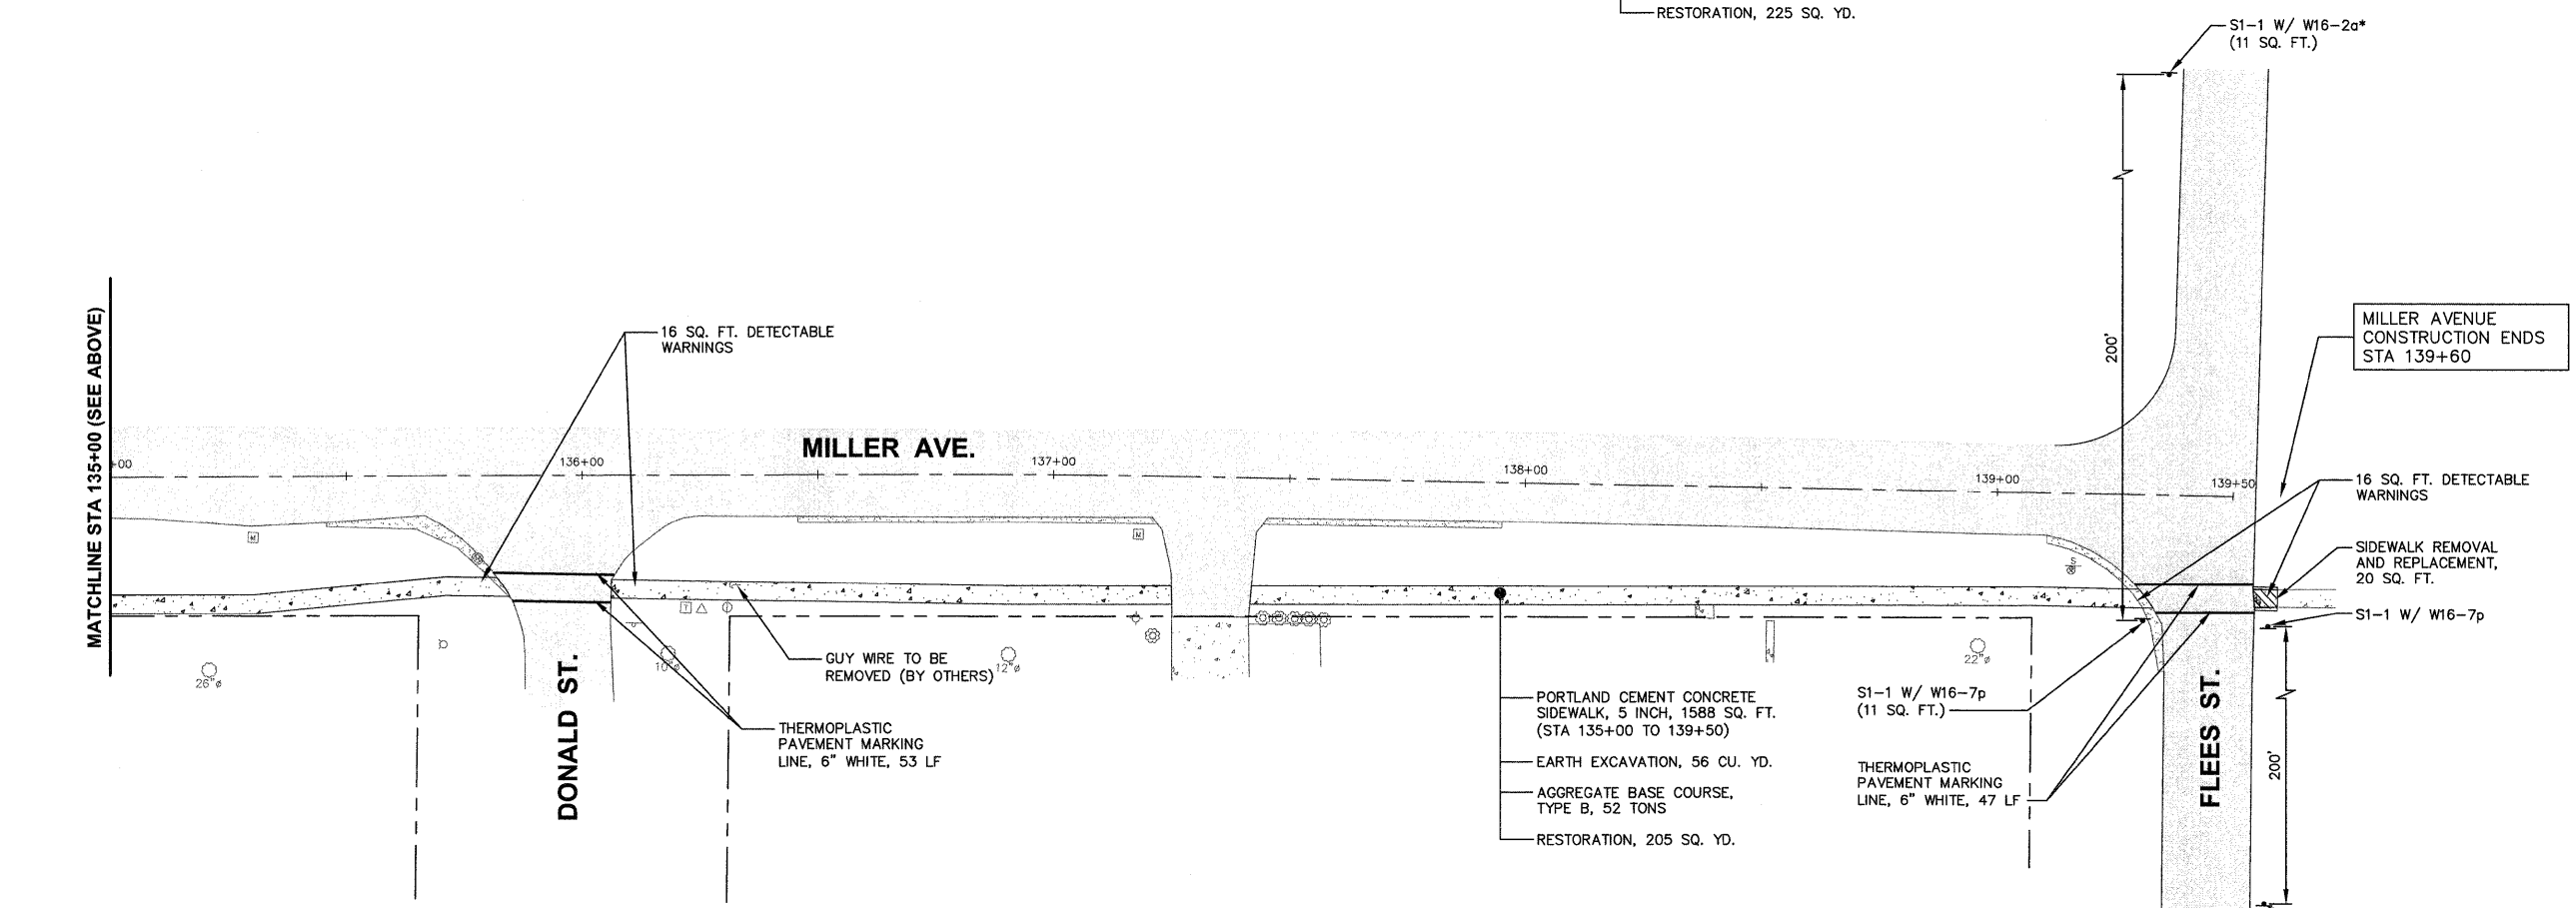 RESTORATION, 225 SQ. YD.
S1-1 W/ W16-2a*
(11 SQ. FT.)
200'
MILLER AVENUE
CONSTRUCTION ENDS
STA 139+60
16 SQ. FT. DETECTABLE
WARNINGS
MATCHLINE STA 135+00 (SEE ABOVE)
MILLER AVE.
+00
136+00
137+00
138+00
139+00
139+50
16 SQ. FT. DETECTABLE
WARNINGS
SIDEWALK REMOVAL
AND REPLACEMENT,
20 SQ. FT.
S1-1 W/ W16-7p
M
M
T
26"ø
10"ø
12"ø
22"ø
GUY WIRE TO BE
REMOVED (BY OTHERS)
DONALD ST.
THERMOPLASTIC
PAVEMENT MARKING
LINE, 6" WHITE, 53 LF
PORTLAND CEMENT CONCRETE
SIDEWALK, 5 INCH, 1588 SQ. FT.
(STA 135+00 TO 139+50)
EARTH EXCAVATION, 56 CU. YD.
AGGREGATE BASE COURSE,
TYPE B, 52 TONS
RESTORATION, 205 SQ. YD.
S1-1 W/ W16-7p
(11 SQ. FT.)
THERMOPLASTIC
PAVEMENT MARKING
LINE, 6" WHITE, 47 LF
FLEES ST.
200'